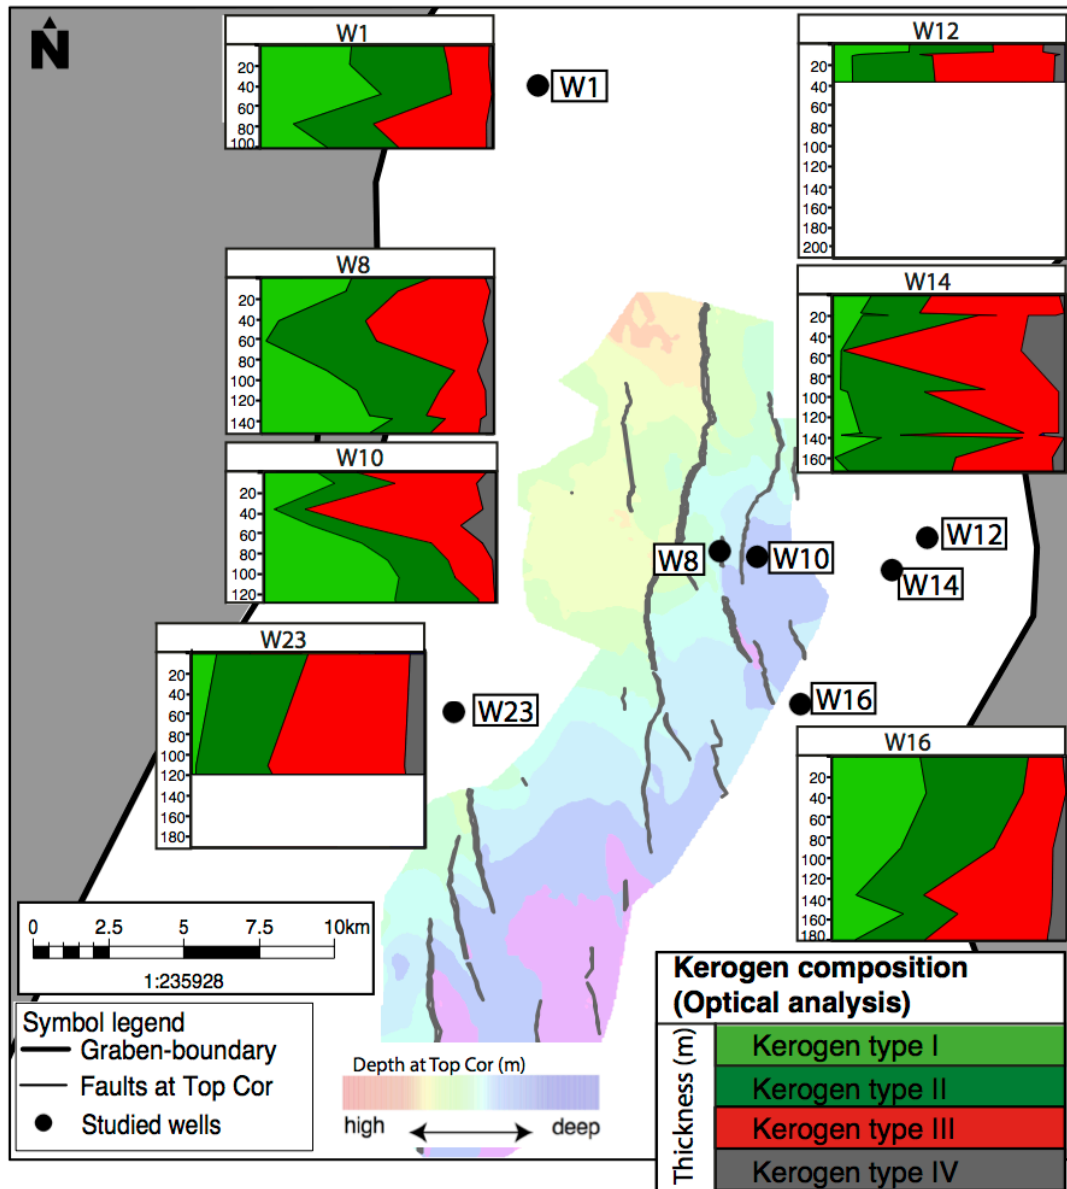 N
W1
20
40
60
80
100
W1
W12
20
40
60
80
100
120
140
160
180
200
W8
20
40
60
80
100
120
140
W14
20
40
60
80
100
120
140
160
W10
20
40
60
80
100
120
W8
W10
W12
W14
W23
20
40
60
80
100
120
140
160
180
W23
W16
W16
20
40
60
80
100
120
140
160
180
0 2.5 5 7.5 10km
1:235928
Symbol legend
Graben-boundary
Faults at Top Cor
Studied wells
Depth at Top Cor (m)
high deep
Kerogen composition
(Optical analysis)
Thickness (m)
Kerogen type I
Kerogen type II
Kerogen type III
Kerogen type IV